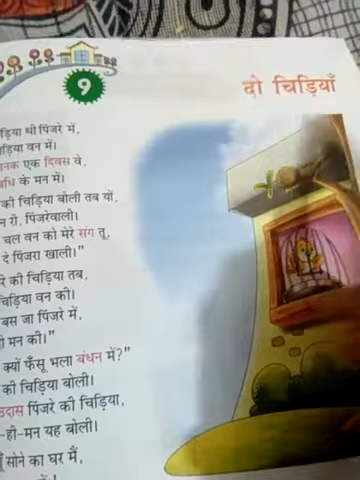 9
दो चिड़ियाँ
थी पिंजरे में,
वन में।
एक दिवस वे,
के मन में।
की चिड़िया बोली तब यों,
री, पिंजरेवाली।
चल वन को मेरे संग तू,
दे पिंजरा खाली।"
की चिड़िया तब,
चिड़िया वन की।
बस जा पिंजरे में,
मन की।"
क्यों फँसू भला बंधन में?"
की चिड़िया बोली।
उदास पिंजरे की चिड़िया,
-ही-मन यह बोली।
सोने का घर मैं,